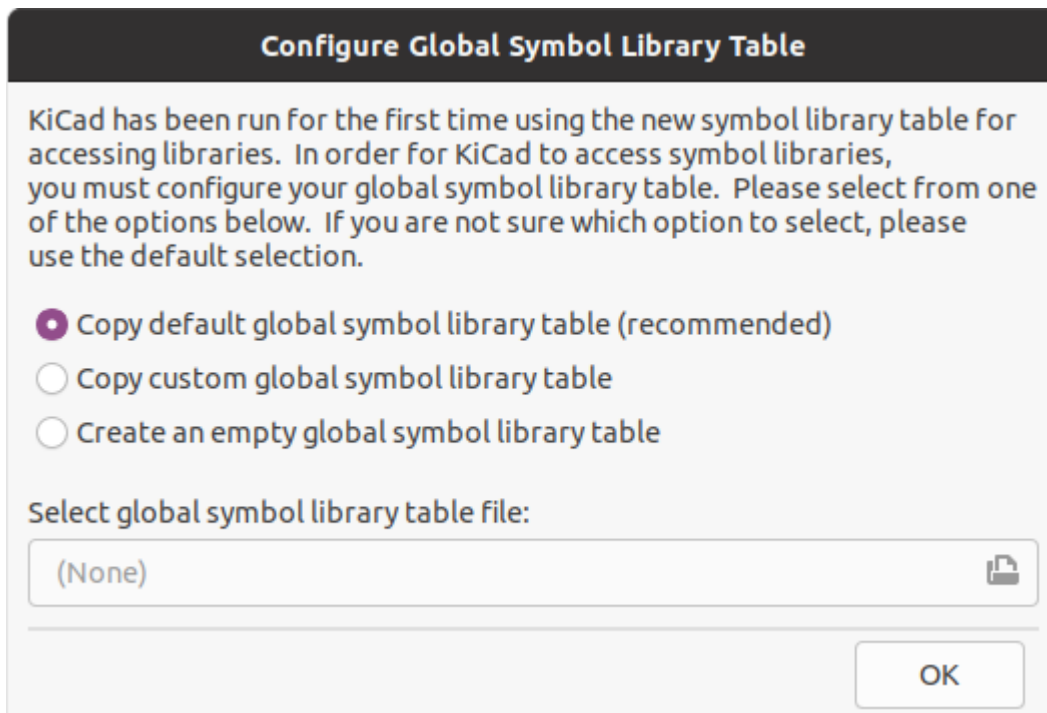 Configure Global Symbol Library Table
KiCad has been run for the first time using the new symbol library table for
accessing libraries.  In order for KiCad to access symbol libraries,
you must configure your global symbol library table.  Please select from one
of the options below.  If you are not sure which option to select, please
use the default selection.
Copy default global symbol library table (recommended)
Copy custom global symbol library table
Create an empty global symbol library table
Select global symbol library table file:
(None)
OK